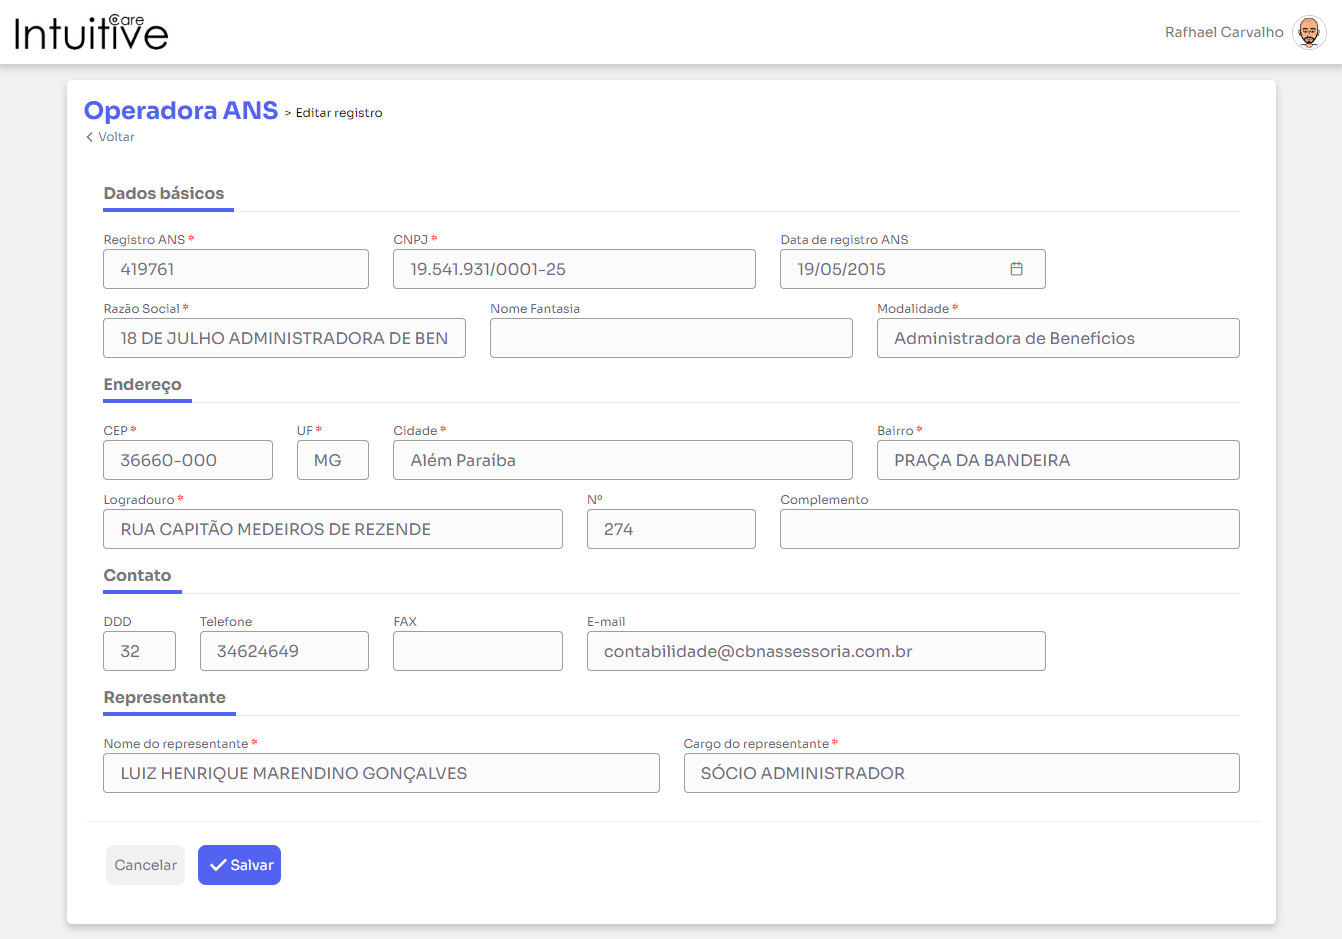 Intuitive Care
Rafhael Carvalho
Operadora ANS > Editar registro
Voltar
Dados básicos
Registro ANS * CNPJ * Data de registro ANS
419761 19.541.931/0001-25 19/05/2015
Razão Social * Nome Fantasia Modalidade *
18 DE JULHO ADMINISTRADORA DE BEN Administradora de Benefícios
Endereço
CEP * UF * Cidade * Bairro *
36660-000 MG Além Paraíba PRAÇA DA BANDEIRA
Logradouro * Nº Complemento
RUA CAPITÃO MEDEIROS DE REZENDE 274
Contato
DDD Telefone FAX E-mail
32 34624649 contabilidade@cbnassessoria.com.br
Representante
Nome do representante * Cargo do representante *
LUIZ HENRIQUE MARENDINO GONÇALVES SÓCIO ADMINISTRADOR
Cancelar Salvar